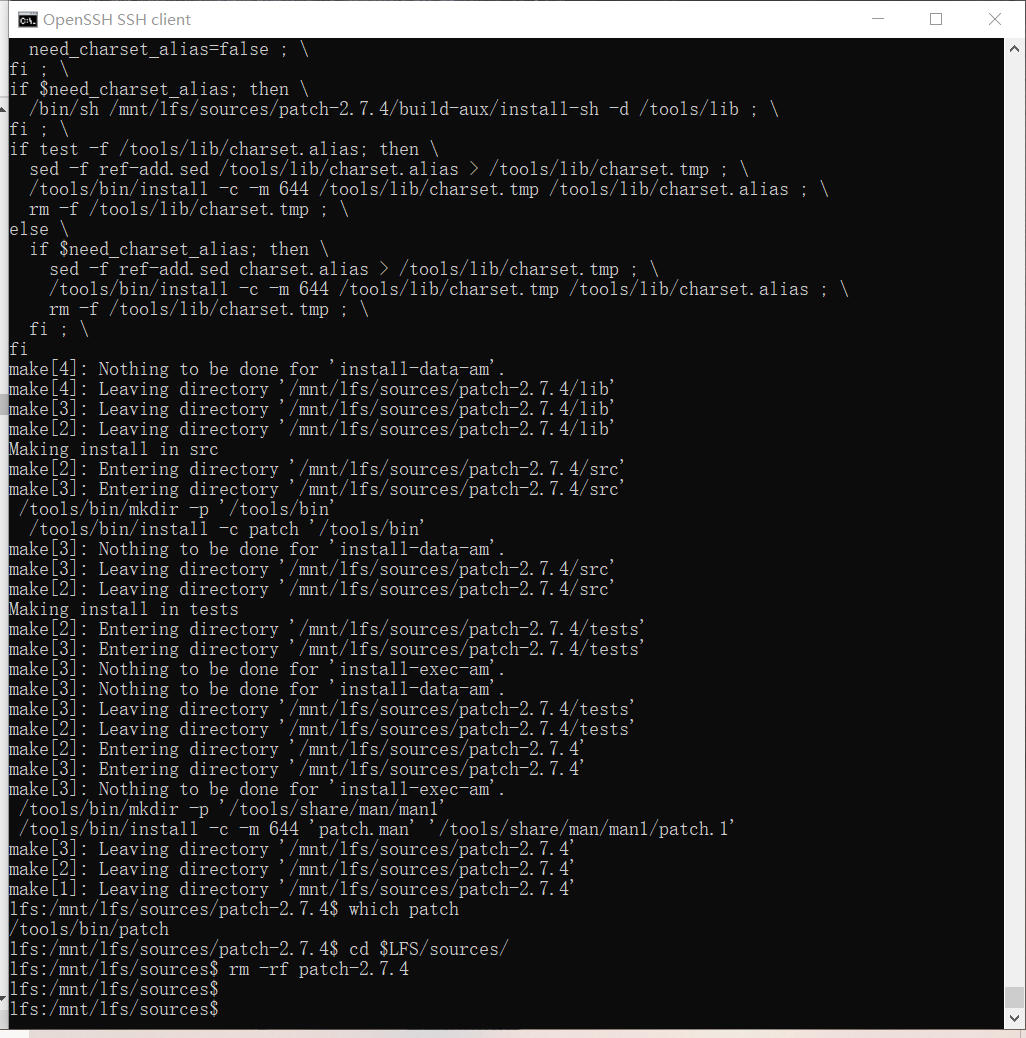 OpenSSH SSH client
  need_charset_alias=false ; \
fi ; \
if $need_charset_alias; then \
  /bin/sh /mnt/lfs/sources/patch-2.7.4/build-aux/install-sh -d /tools/lib ; \
fi ; \
if test -f /tools/lib/charset.alias; then \
  sed -f ref-add.sed /tools/lib/charset.alias > /tools/lib/charset.tmp ; \
  /tools/bin/install -c -m 644 /tools/lib/charset.tmp /tools/lib/charset.alias ; \
  rm -f /tools/lib/charset.tmp ; \
else \
  if $need_charset_alias; then \
    sed -f ref-add.sed charset.alias > /tools/lib/charset.tmp ; \
    /tools/bin/install -c -m 644 /tools/lib/charset.tmp /tools/lib/charset.alias ; \
    rm -f /tools/lib/charset.tmp ; \
  fi ; \
fi
make[4]: Nothing to be done for 'install-data-am'.
make[4]: Leaving directory '/mnt/lfs/sources/patch-2.7.4/lib'
make[3]: Leaving directory '/mnt/lfs/sources/patch-2.7.4/lib'
make[2]: Leaving directory '/mnt/lfs/sources/patch-2.7.4/lib'
Making install in src
make[2]: Entering directory '/mnt/lfs/sources/patch-2.7.4/src'
make[3]: Entering directory '/mnt/lfs/sources/patch-2.7.4/src'
 /tools/bin/mkdir -p '/tools/bin'
  /tools/bin/install -c patch '/tools/bin'
make[3]: Nothing to be done for 'install-data-am'.
make[3]: Leaving directory '/mnt/lfs/sources/patch-2.7.4/src'
make[2]: Leaving directory '/mnt/lfs/sources/patch-2.7.4/src'
Making install in tests
make[2]: Entering directory '/mnt/lfs/sources/patch-2.7.4/tests'
make[3]: Entering directory '/mnt/lfs/sources/patch-2.7.4/tests'
make[3]: Nothing to be done for 'install-exec-am'.
make[3]: Nothing to be done for 'install-data-am'.
make[3]: Leaving directory '/mnt/lfs/sources/patch-2.7.4/tests'
make[2]: Leaving directory '/mnt/lfs/sources/patch-2.7.4/tests'
make[2]: Entering directory '/mnt/lfs/sources/patch-2.7.4'
make[3]: Entering directory '/mnt/lfs/sources/patch-2.7.4'
make[3]: Nothing to be done for 'install-exec-am'.
 /tools/bin/mkdir -p '/tools/share/man/man1'
 /tools/bin/install -c -m 644 'patch.man' '/tools/share/man/man1/patch.1'
make[3]: Leaving directory '/mnt/lfs/sources/patch-2.7.4'
make[2]: Leaving directory '/mnt/lfs/sources/patch-2.7.4'
make[1]: Leaving directory '/mnt/lfs/sources/patch-2.7.4'
lfs:/mnt/lfs/sources/patch-2.7.4$ which patch
/tools/bin/patch
lfs:/mnt/lfs/sources/patch-2.7.4$ cd $LFS/sources/
lfs:/mnt/lfs/sources$ rm -rf patch-2.7.4
lfs:/mnt/lfs/sources$
lfs:/mnt/lfs/sources$